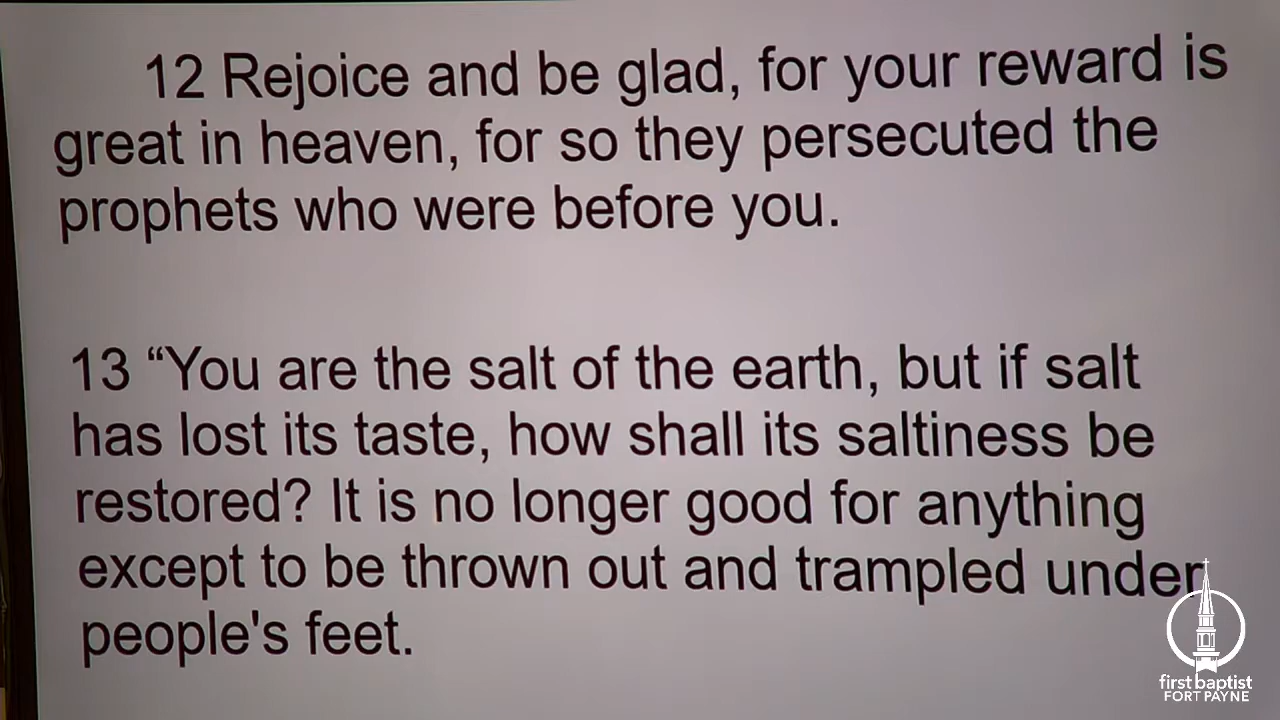 12 Rejoice and be glad, for your reward is
great in heaven, for so they persecuted the
prophets who were before you.
13 “You are the salt of the earth, but if salt
has lost its taste, how shall its saltiness be
restored? It is no longer good for anything
except to be thrown out and trampled under
people's feet.
first baptist
FORT PAYNE